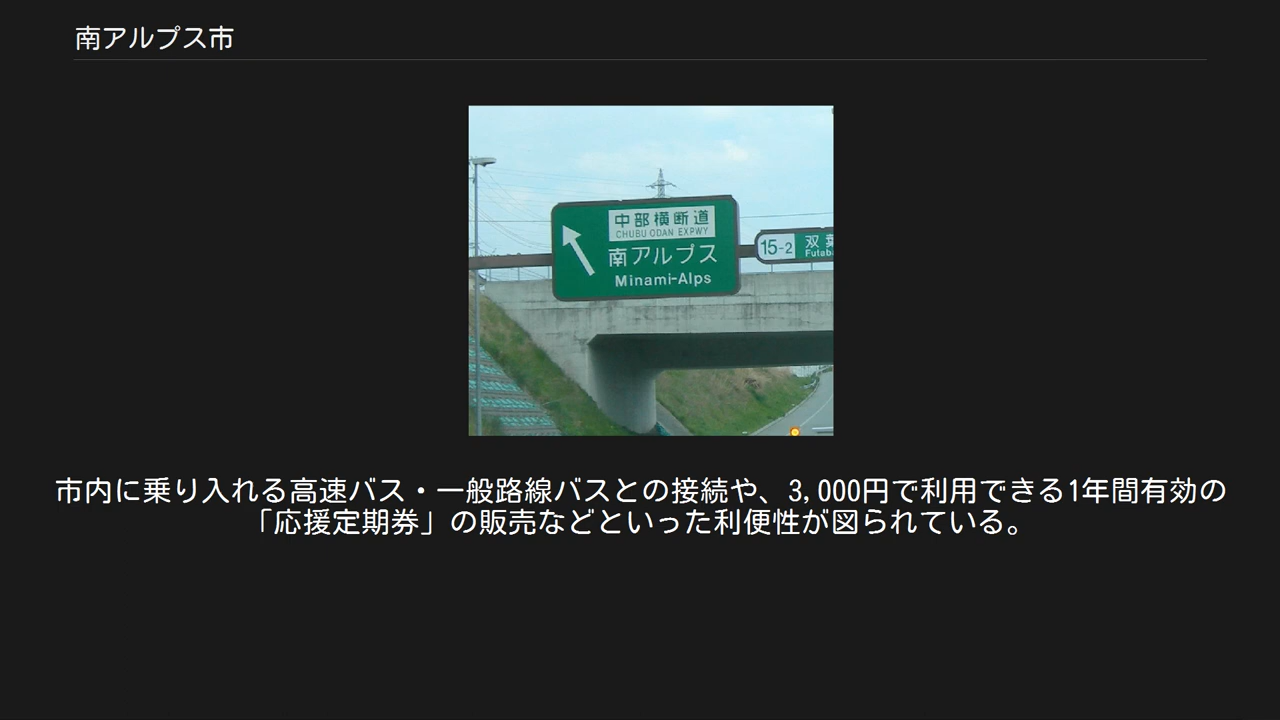 南アルプス市
中部横断道
CHUBU ODAN EXPWY
南アルプス
Minami-Alps
15-2 双葉
Futab
市内に乗り入れる高速バス・一般路線バスとの接続や、3,000円で利用できる1年間有効の
「応援定期券」の販売などといった利便性が図られている。